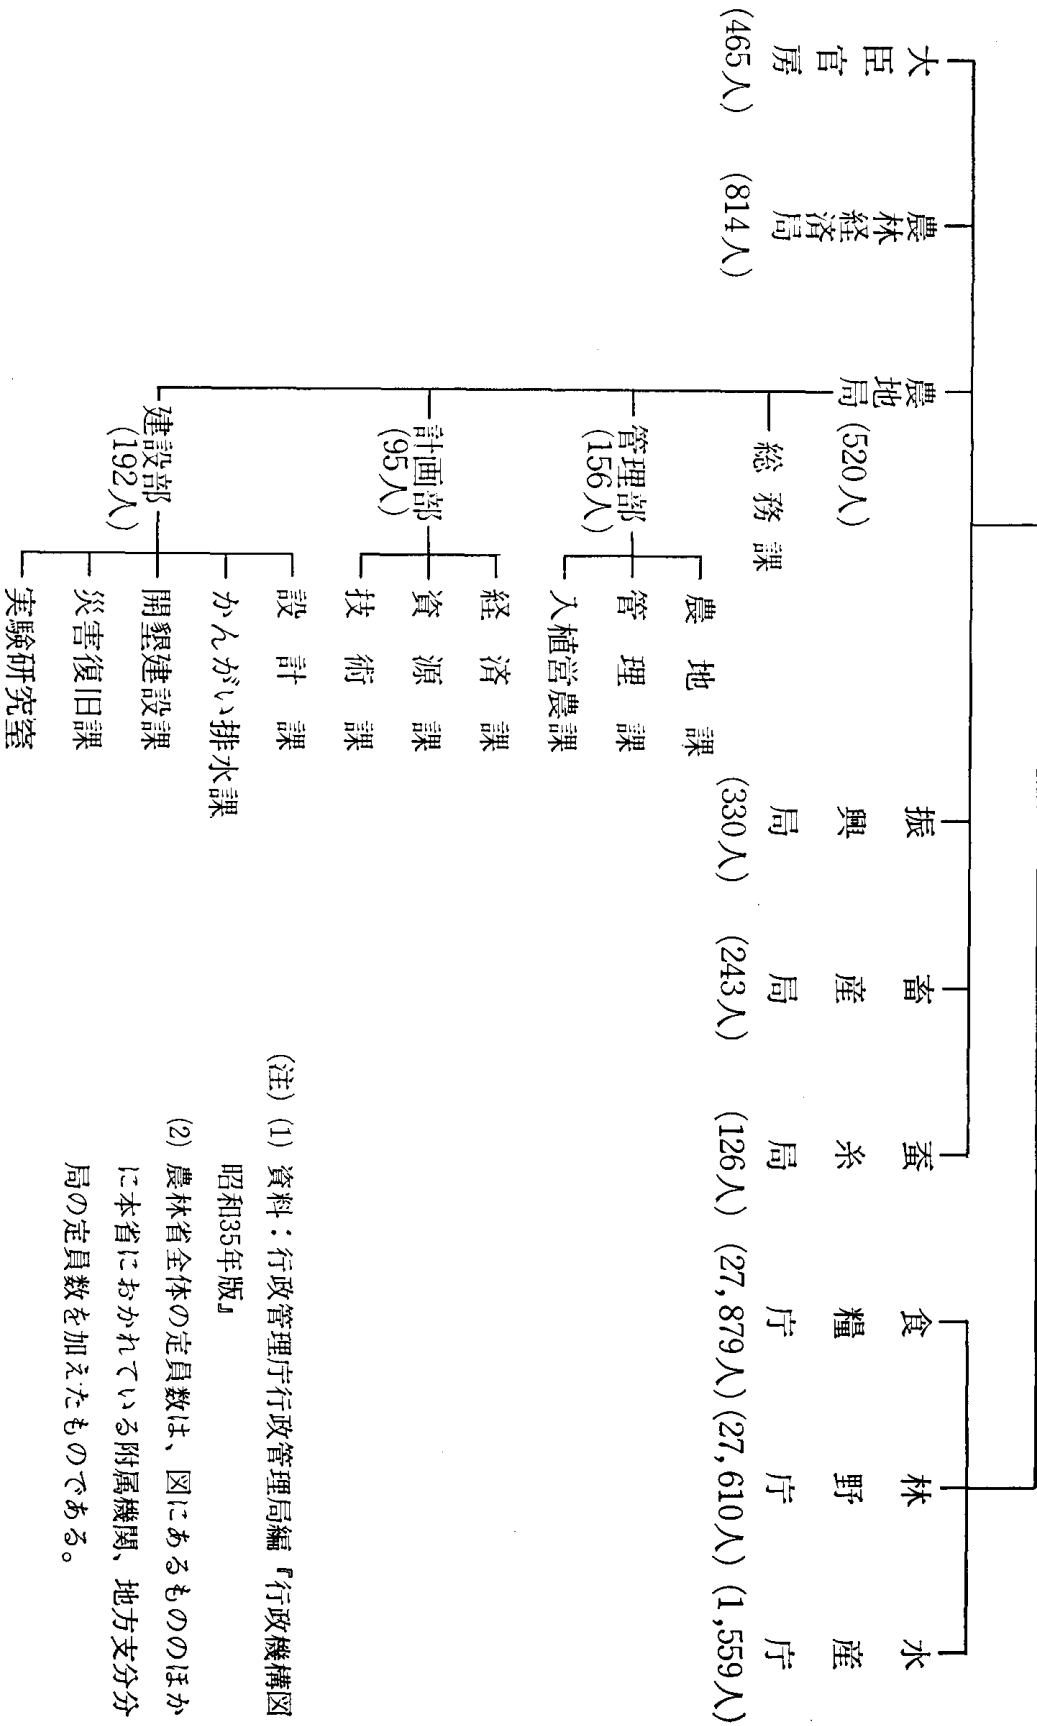 大臣官房
(465人)
農林経済局
(814人)
農地局
(520人)
総務課
管理部
(156人)
農地課
管理課
入植営農課
計画部
(95人)
経済課
資源課
技術課
建設部
(192人)
設計課
かんがい排水課
開墾建設課
災害復旧課
実験研究室
振興局
(330人)
畜産局
(243人)
蚕糸局
(126人)
食糧庁
(27,879人)
林野庁
(27,610人)
水産庁
(1,559人)
(注) (1) 資料：行政管理庁行政管理局編『行政機構図
昭和35年版』
(2) 農林省全体の定員数は、図にあるもののほか
に本省におかれている附属機関、地方支分分
局の定員数を加えたものである。